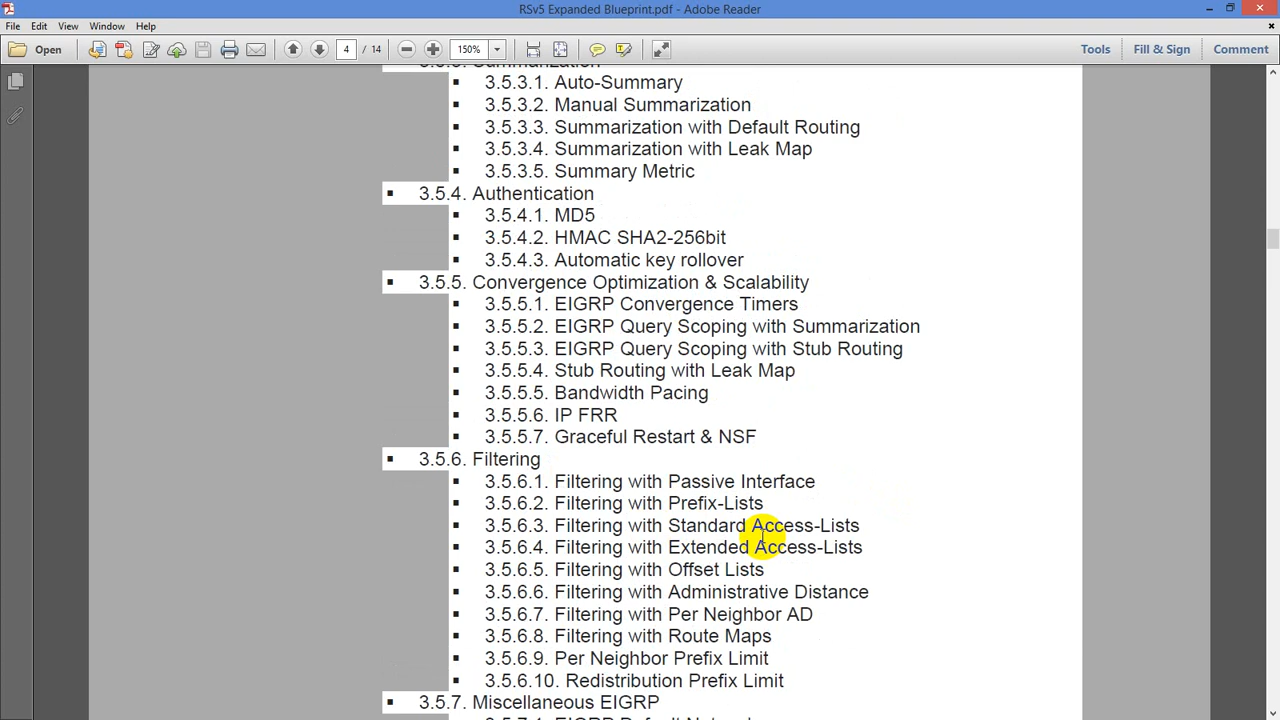 RSv5 Expanded Blueprint.pdf - Adobe Reader
File Edit View Window Help
Open 4 / 14 150% Tools Fill & Sign Comment
3.5.3. Summarization
3.5.3.1. Auto-Summary
3.5.3.2. Manual Summarization
3.5.3.3. Summarization with Default Routing
3.5.3.4. Summarization with Leak Map
3.5.3.5. Summary Metric
3.5.4. Authentication
3.5.4.1. MD5
3.5.4.2. HMAC SHA2-256bit
3.5.4.3. Automatic key rollover
3.5.5. Convergence Optimization & Scalability
3.5.5.1. EIGRP Convergence Timers
3.5.5.2. EIGRP Query Scoping with Summarization
3.5.5.3. EIGRP Query Scoping with Stub Routing
3.5.5.4. Stub Routing with Leak Map
3.5.5.5. Bandwidth Pacing
3.5.5.6. IP FRR
3.5.5.7. Graceful Restart & NSF
3.5.6. Filtering
3.5.6.1. Filtering with Passive Interface
3.5.6.2. Filtering with Prefix-Lists
3.5.6.3. Filtering with Standard Access-Lists
3.5.6.4. Filtering with Extended Access-Lists
3.5.6.5. Filtering with Offset Lists
3.5.6.6. Filtering with Administrative Distance
3.5.6.7. Filtering with Per Neighbor AD
3.5.6.8. Filtering with Route Maps
3.5.6.9. Per Neighbor Prefix Limit
3.5.6.10. Redistribution Prefix Limit
3.5.7. Miscellaneous EIGRP
3.5.7.1. EIGRP Default Network